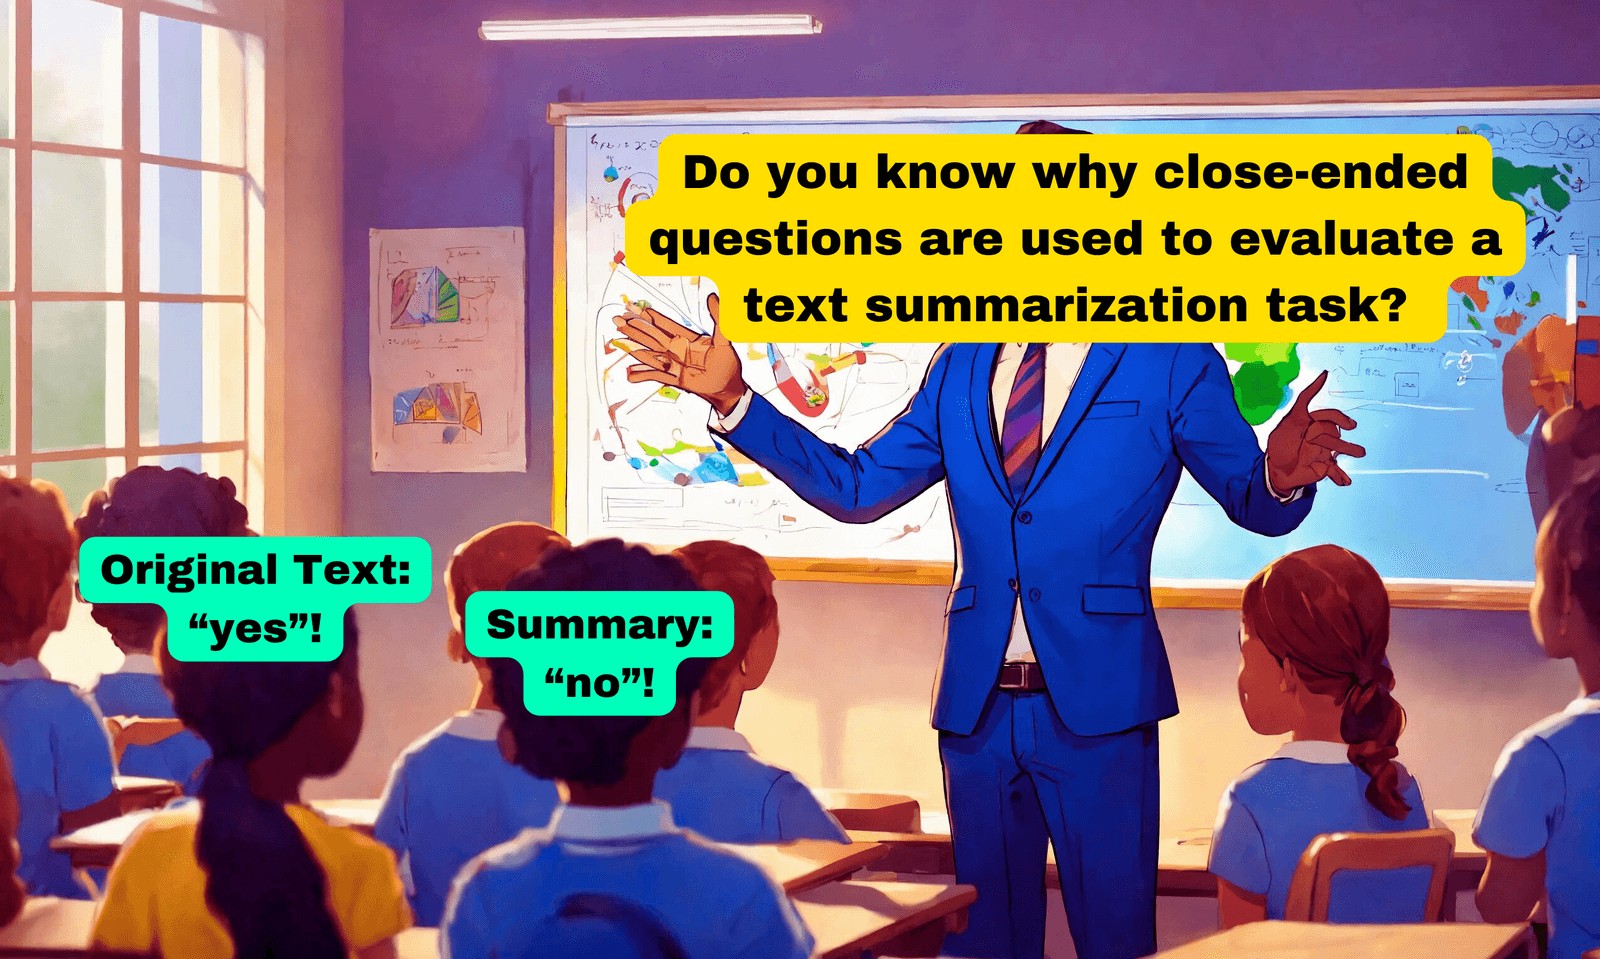 Do you know why close-ended
questions are used to evaluate a
text summarization task?
Original Text:
“yes”!
Summary:
“no”!